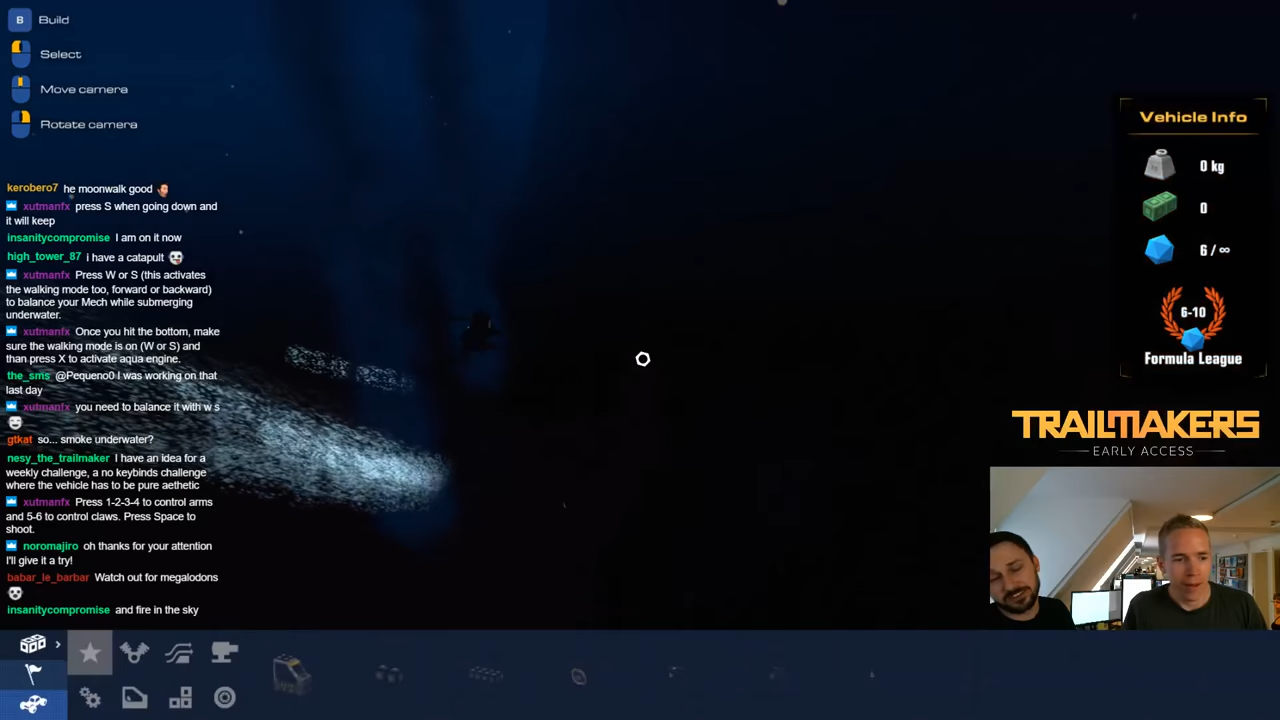 B Build
Select
Move camera
Rotate camera
kerobero7 he moonwalk good
xutmanfx press S when going down and
it will keep
insanitycompromise I am on it now
high_tower_87 i have a catapult
xutmanfx Press W or S (this activates
the walking mode too, forward or backward)
to balance your Mech while submerging
underwater.
xutmanfx Once you hit the bottom, make
sure the walking mode is on (W or S) and
than press X to activate aqua engine.
the_sms @Pequeno0 I was working on that
last day
xutmanfx you need to balance it with w s
gtkat so... smoke underwater?
nesy_the_trailmaker I have an idea for a
weekly challenge, a no keybinds challenge
where the vehicle has to be pure aethetic
xutmanfx Press 1-2-3-4 to control arms
and 5-6 to control claws. Press Space to
shoot.
noromajiro oh thanks for your attention
I'll give it a try!
babar_le_barbar Watch out for megalodons
insanitycompromise and fire in the sky
Vehicle Info
0 kg
0
6 / ∞
6-10
Formula League
TRAILMAKERS
EARLY ACCESS